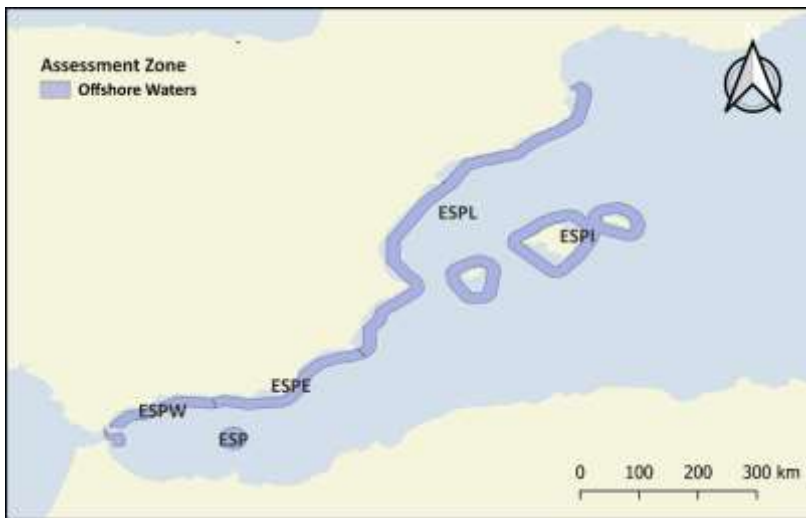 Assessment Zone
Offshore Waters
ESPL
ESPI
ESPE
ESPW
ESP
0 100 200 300 km